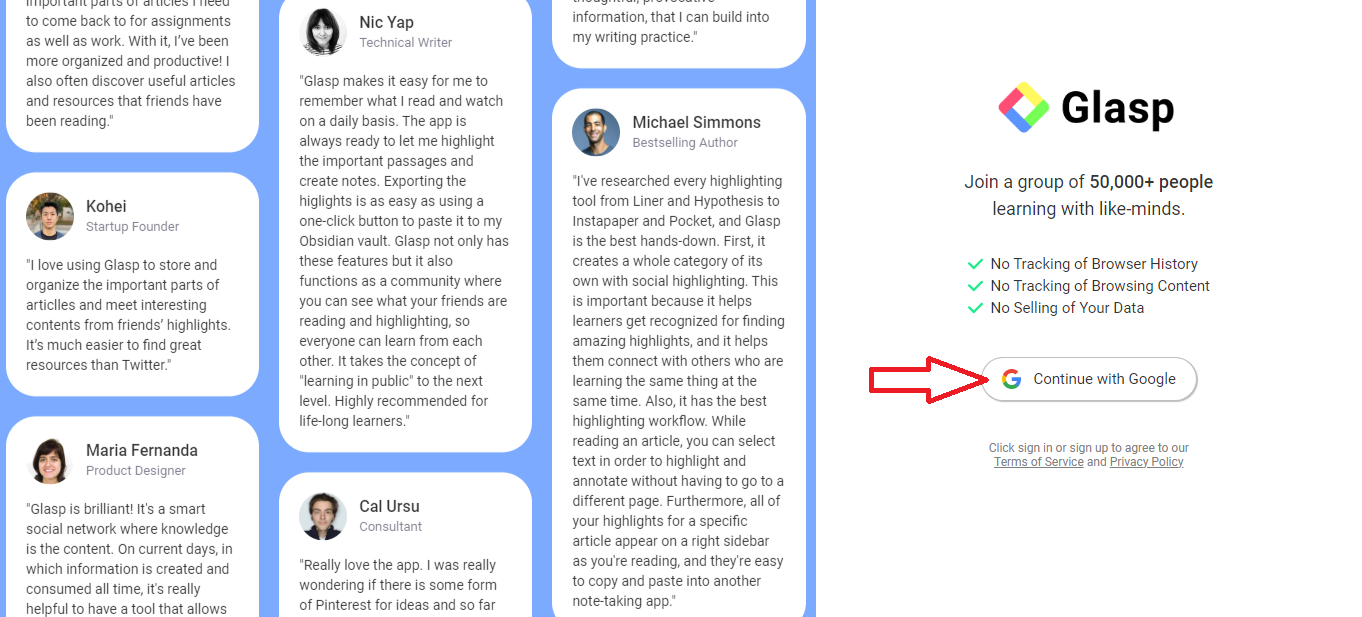 important parts of articles I need
to come back to for assignments
as well as work. With it, I've been
more organized and productive! I
also often discover useful articles
and resources that friends have
been reading."
Kohei
Startup Founder
"I love using Glasp to store and
organize the important parts of
articlles and meet interesting
contents from friends' highlights.
It's much easier to find great
resources than Twitter."
Maria Fernanda
Product Designer
"Glasp is brilliant! It's a smart
social network where knowledge
is the content. On current days, in
which information is created and
consumed all time, it's really
helpful to have a tool that allows
Nic Yap
Technical Writer
"Glasp makes it easy for me to
remember what I read and watch
on a daily basis. The app is
always ready to let me highlight
the important passages and
create notes. Exporting the
higlights is as easy as using a
one-click button to paste it to my
Obsidian vault. Glasp not only has
these features but it also
functions as a community where
you can see what your friends are
reading and highlighting, so
everyone can learn from each
other. It takes the concept of
"learning in public" to the next
level. Highly recommended for
life-long learners."
Cal Ursu
Consultant
"Really love the app. I was really
wondering if there is some form
of Pinterest for ideas and so far
thoughtful, provocative
information, that I can build into
my writing practice."
Michael Simmons
Bestselling Author
"I've researched every highlighting
tool from Liner and Hypothesis to
Instapaper and Pocket, and Glasp
is the best hands-down. First, it
creates a whole category of its
own with social highlighting. This
is important because it helps
learners get recognized for finding
amazing highlights, and it helps
them connect with others who are
learning the same thing at the
same time. Also, it has the best
highlighting workflow. While
reading an article, you can select
text in order to highlight and
annotate without having to go to a
different page. Furthermore, all of
your highlights for a specific
article appear on a right sidebar
as you're reading, and they're easy
to copy and paste into another
note-taking app."
Glasp
Join a group of 50,000+ people
learning with like-minds.
No Tracking of Browser History
No Tracking of Browsing Content
No Selling of Your Data
Continue with Google
Click sign in or sign up to agree to our
Terms of Service and Privacy Policy